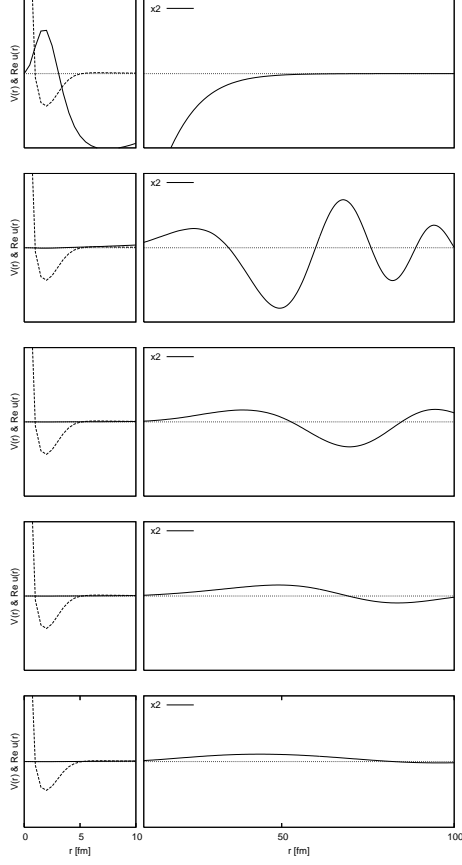 V(r) & Re u(r)
x2
V(r) & Re u(r)
x2
V(r) & Re u(r)
x2
V(r) & Re u(r)
x2
V(r) & Re u(r)
x2
0 5 10 50 100
r [fm] r [fm]